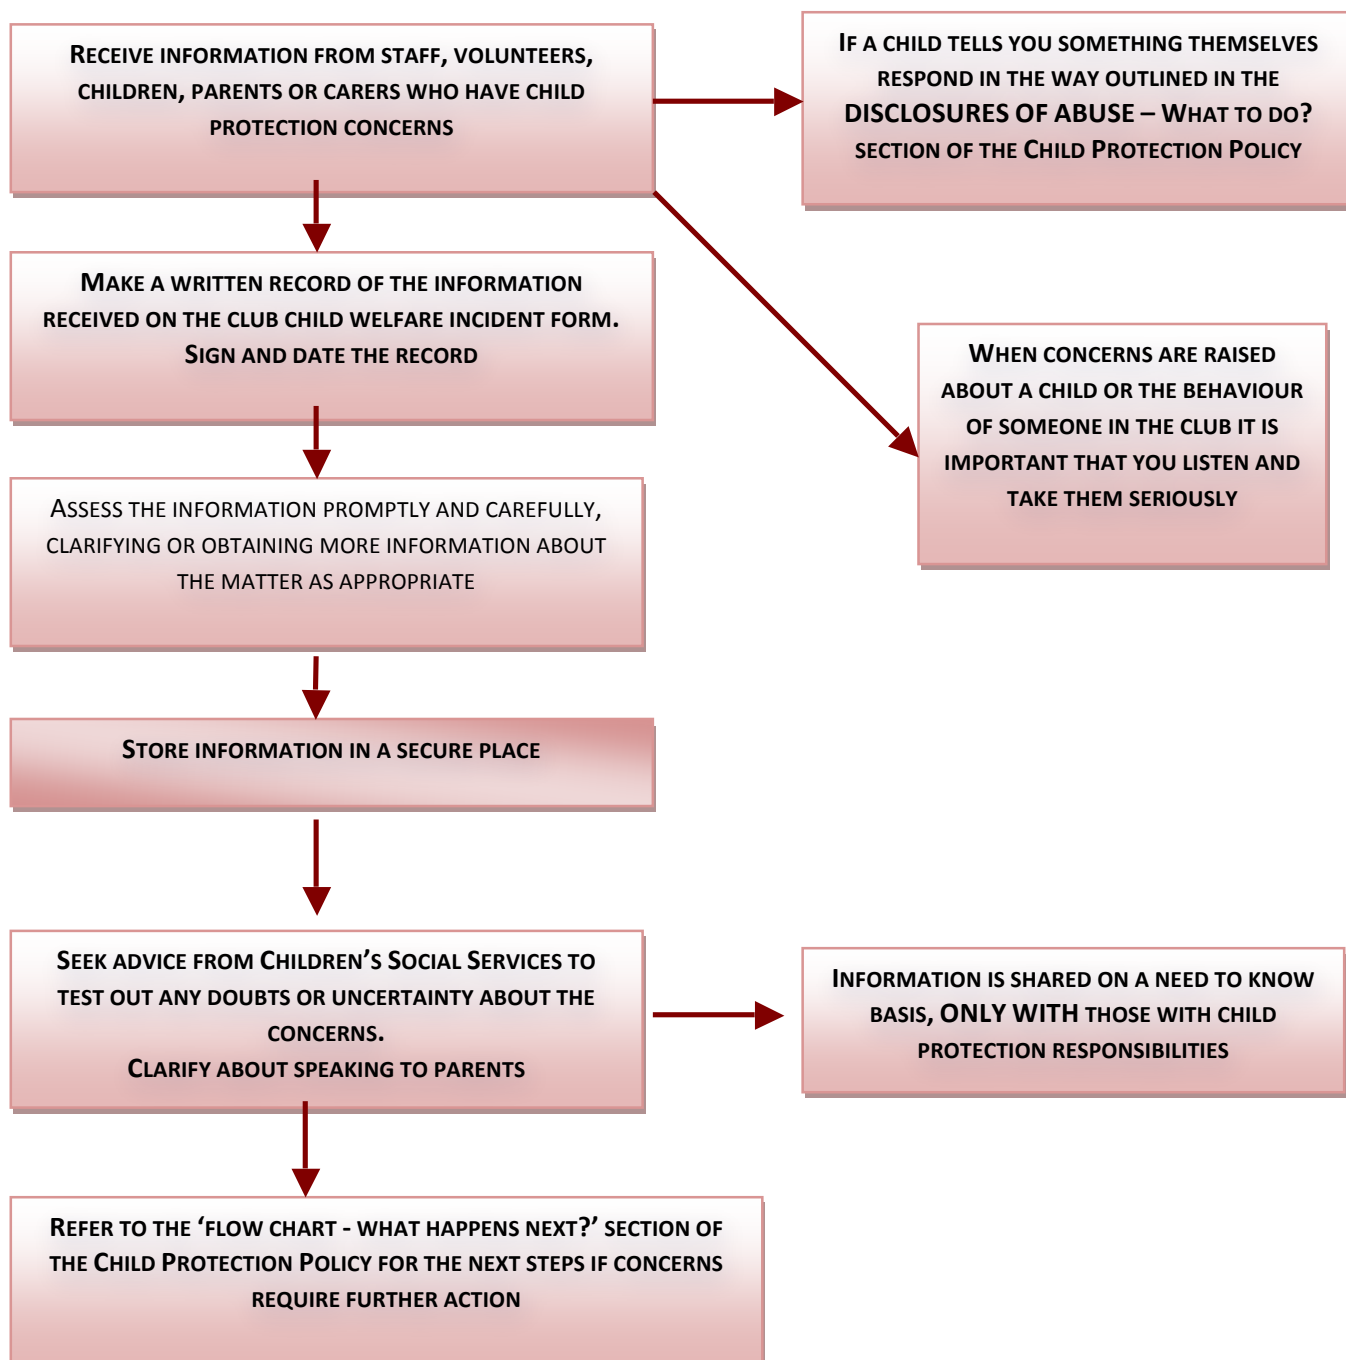 Receive information from staff, volunteers,
children, parents or carers who have child
protection concerns
If a child tells you something themselves
respond in the way outlined in the
DISCLOSURES OF ABUSE – What to do?
section of the Child Protection Policy
Make a written record of the information
received on the club child welfare incident form.
Sign and date the record
When concerns are raised
about a child or the behaviour
of someone in the club it is
important that you listen and
take them seriously
Assess the information promptly and carefully,
clarifying or obtaining more information about
the matter as appropriate
Store information in a secure place
Seek advice from Children’s Social Services to
test out any doubts or uncertainty about the
concerns.
Clarify about speaking to parents
Information is shared on a need to know
basis, ONLY WITH those with child
protection responsibilities
Refer to the ‘flow chart - what happens next?’ section of
the Child Protection Policy for the next steps if concerns
require further action